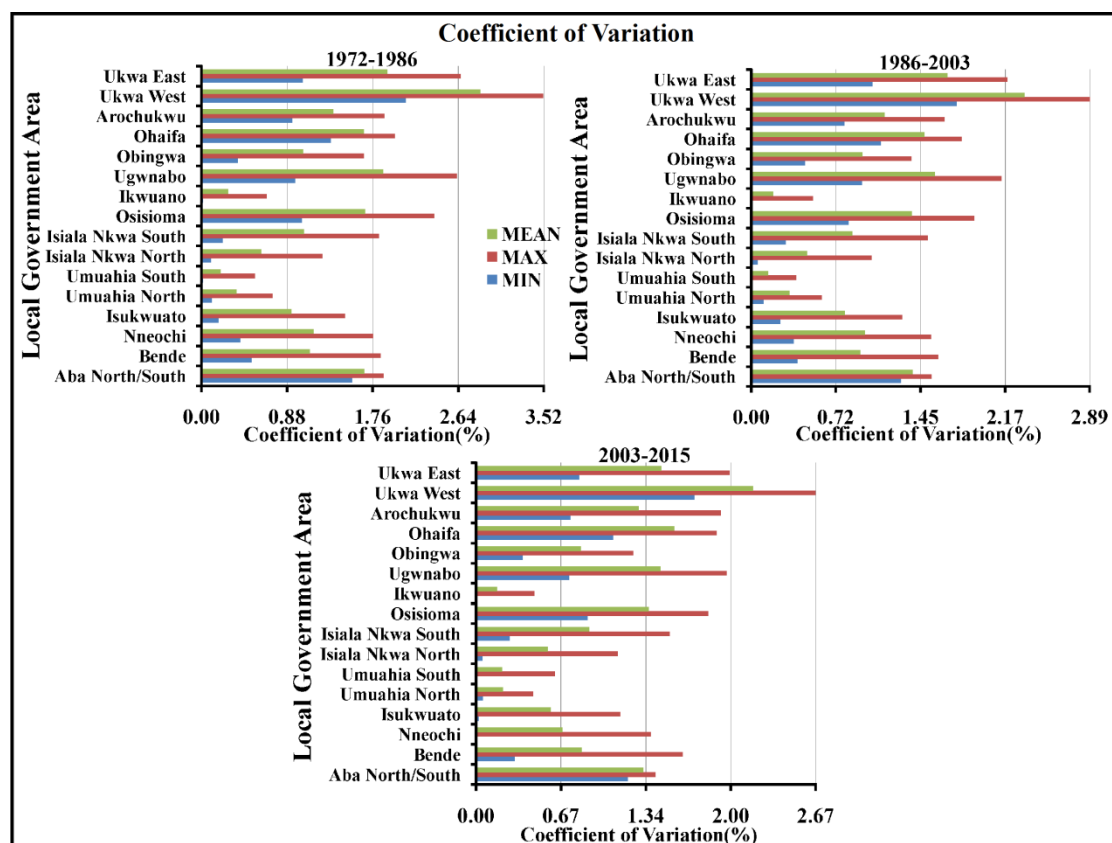 Coefficient of Variation
1972-1986
Local Government Area
Ukwa East
Ukwa West
Arochukwu
Ohaifa
Obingwa
Ugwnabo
Ikwuano
Osisioma
Isiala Nkwa South
Isiala Nkwa North
Umuahia South
Umuahia North
Isukwuato
Nneochi
Bende
Aba North/South
0.00 0.88 1.76 2.64 3.52
Coefficient of Variation(%)
MEAN
MAX
MIN
1986-2003
Local Government Area
Ukwa East
Ukwa West
Arochukwu
Ohaifa
Obingwa
Ugwnabo
Ikwuano
Osisioma
Isiala Nkwa South
Isiala Nkwa North
Umuahia South
Umuahia North
Isukwuato
Nneochi
Bende
Aba North/South
0.00 0.72 1.45 2.17 2.89
Coefficient of Variation(%)
2003-2015
Local Government Area
Ukwa East
Ukwa West
Arochukwu
Ohaifa
Obingwa
Ugwnabo
Ikwuano
Osisioma
Isiala Nkwa South
Isiala Nkwa North
Umuahia South
Umuahia North
Isukwuato
Nneochi
Bende
Aba North/South
0.00 0.67 1.34 2.00 2.67
Coefficient of Variation(%)